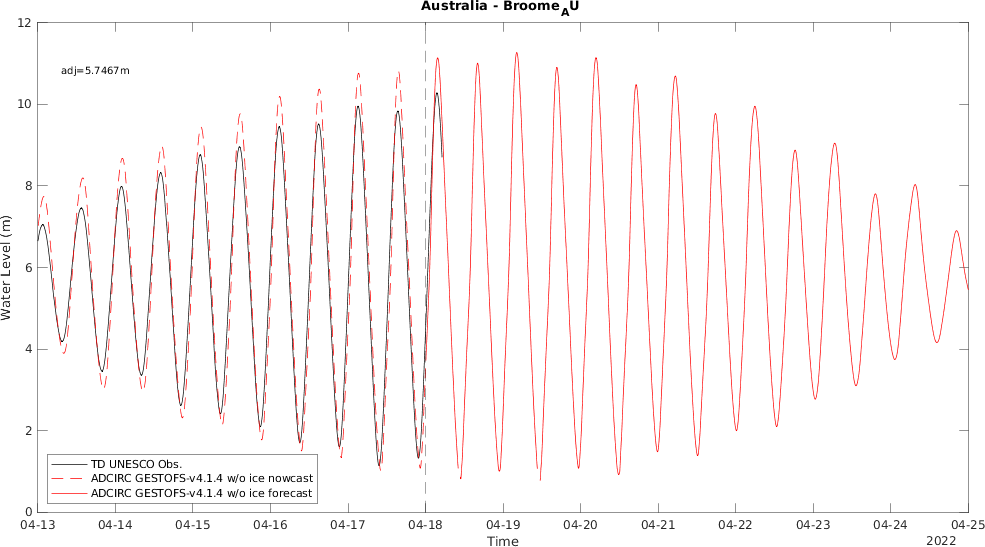 Australia - Broome_AU
12
10
8
6
4
2
0
Water Level (m)
adj=5.7467m
TD UNESCO Obs.
ADCIRC GESTOFS-v4.1.4 w/o ice nowcast
ADCIRC GESTOFS-v4.1.4 w/o ice forecast
04-13 04-14 04-15 04-16 04-17 04-18 04-19 04-20 04-21 04-22 04-23 04-24 04-25
Time
2022